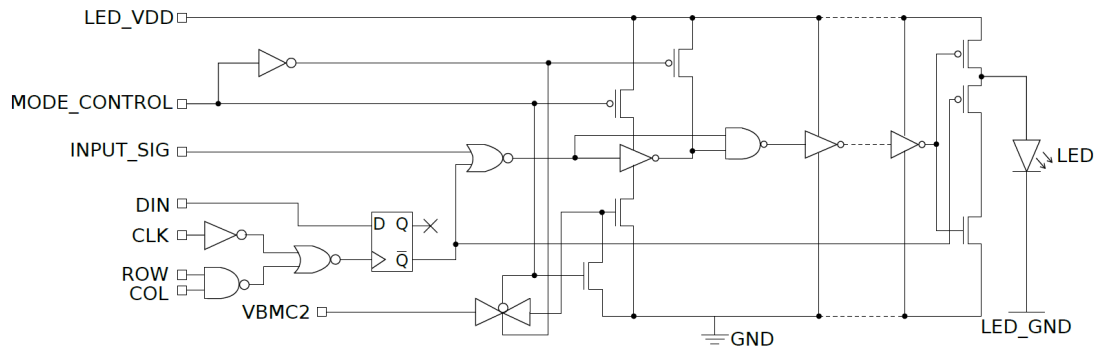 LED_VDD
MODE_CONTROL
INPUT_SIG
LED
DIN
D Q
CLK
Q̅
ROW
COL
VBMC2
LED_GND
GND